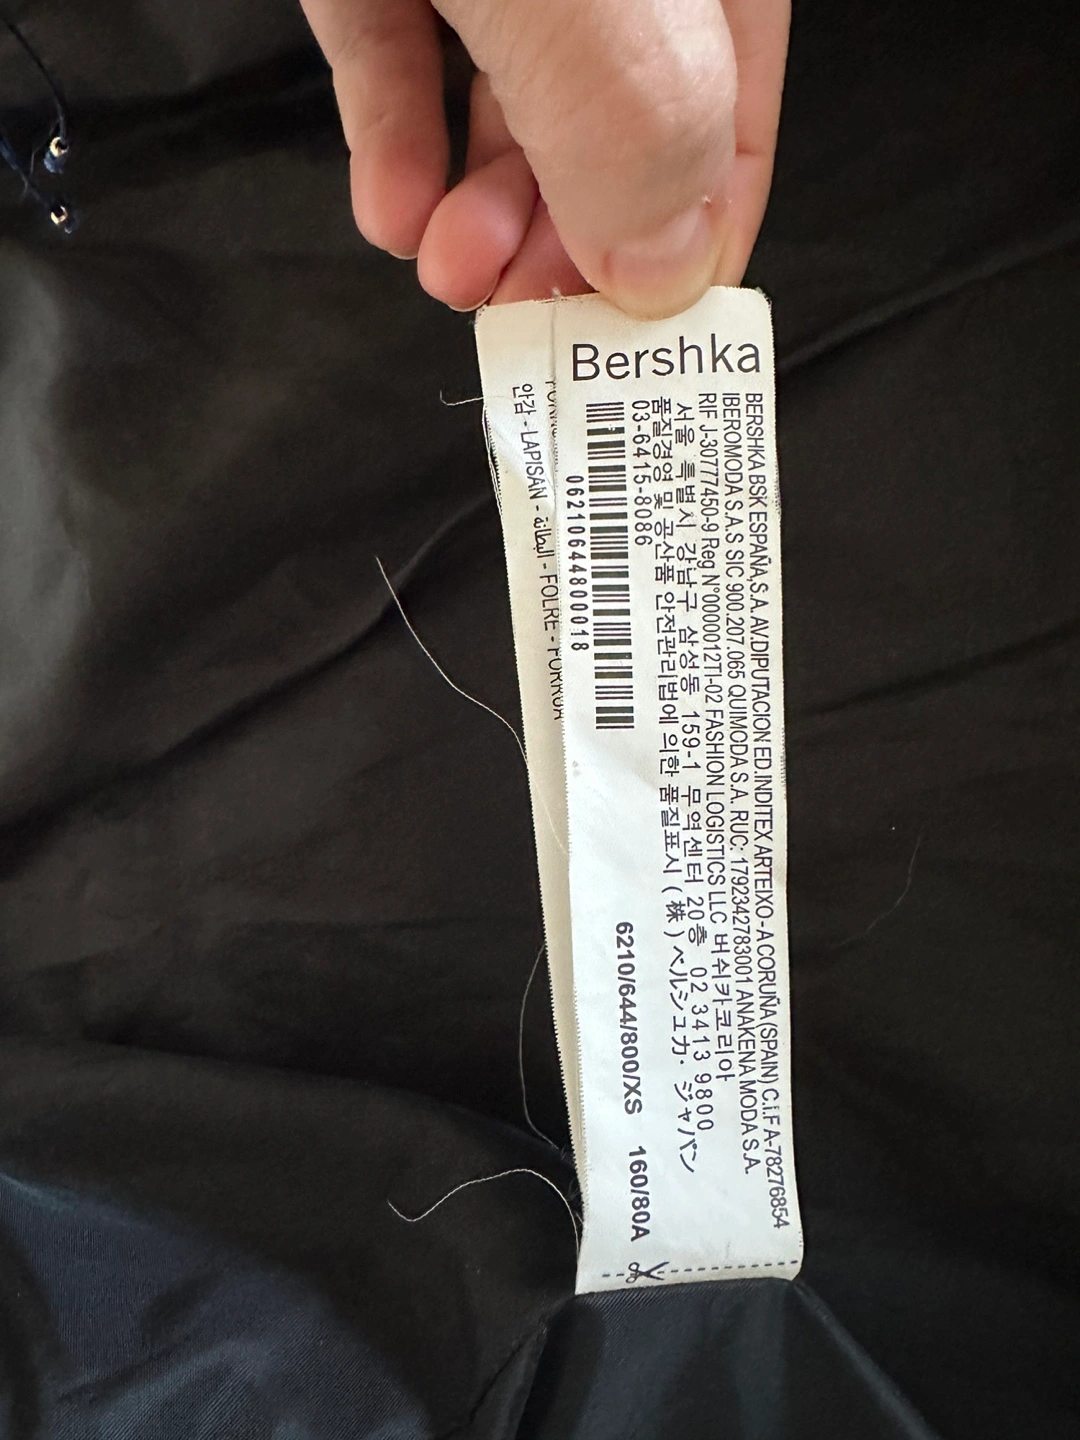 Bershka
BERSHKA BSK ESPAÑA,S.A. AV.DIPUTACION ED.INDITEX ARTEIXO - A CORUÑA (SPAIN) C.I.F A-78276854
IBEROMODA S.A.S SIC 900.207.065 QUIMODA S.A. RUC: 1792342783001 ANAKENA MODA S.A.
RIF J-30777450-9 Reg N°0000012TI-02 FASHION LOGISTICS LLC 버쉬카코리아
서울 특별시 강남구 삼성동 159-1 무역센터 20층 02 3413 9800
품질경영 및 공산품 안전관리법에 의한 품질표시 (株) ベルシュカ・ジャパン
03-6415-8086
06210644800018
6210/644/800/XS 160/80A
안감 - LAPISAN - البطانة - FOLRE -